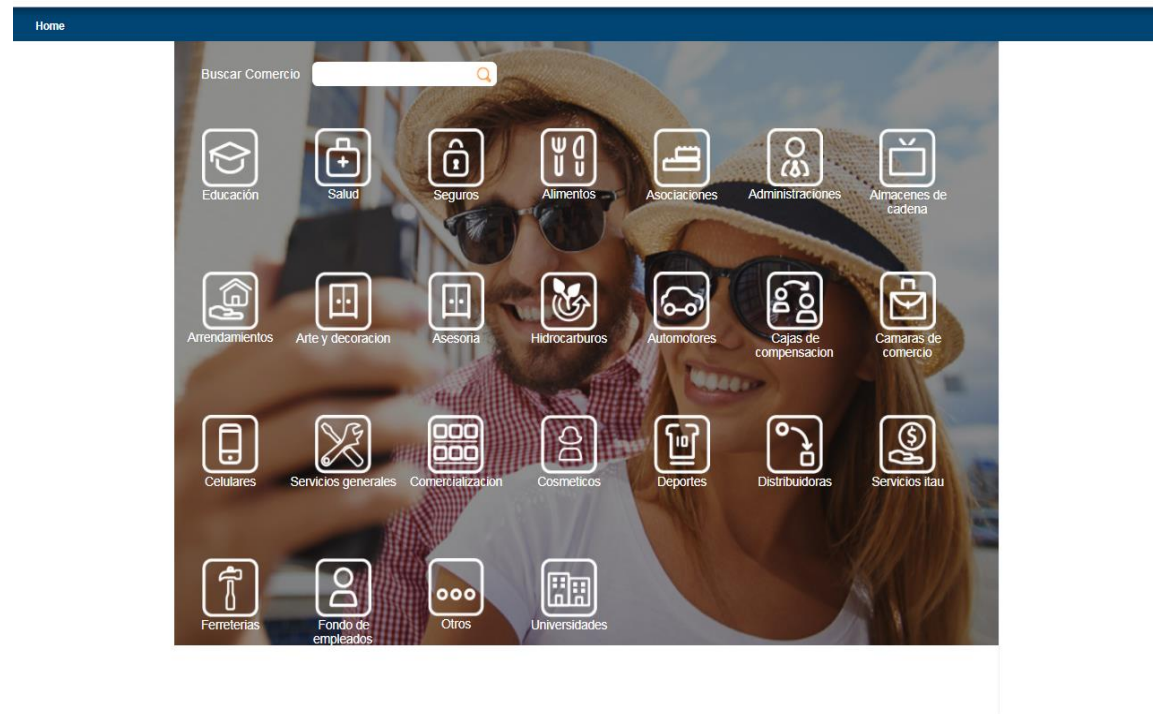 Home
Buscar Comercio
Educación
Salud
Seguros
Alimentos
Asociaciones
Administraciones
Almacenes de
cadena
Arrendamientos
Arte y decoracion
Asesoria
Hidrocarburos
Automotores
Cajas de
compensacion
Camaras de
comercio
Celulares
Servicios generales
Comercializacion
Cosmeticos
10
Deportes
Distribuidoras
Servicios itau
Ferreterias
Fondo de
empleados
Otros
Universidades